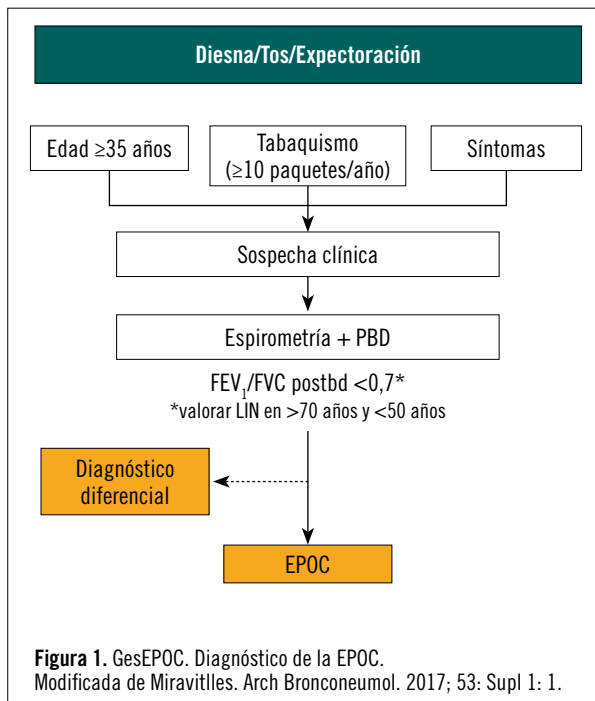 Diesna/Tos/Expectoración
Edad ≥35 años
Tabaquismo
(≥10 paquetes/año)
Síntomas
Sospecha clínica
Espirometría + PBD
FEV₁/FVC postbd <0,7*
*valorar LIN en >70 años y <50 años
Diagnóstico
diferencial
EPOC
Figura 1. GesEPOC. Diagnóstico de la EPOC.
Modificada de Miravitlles. Arch Bronconeumol. 2017; 53: Supl 1: 1.